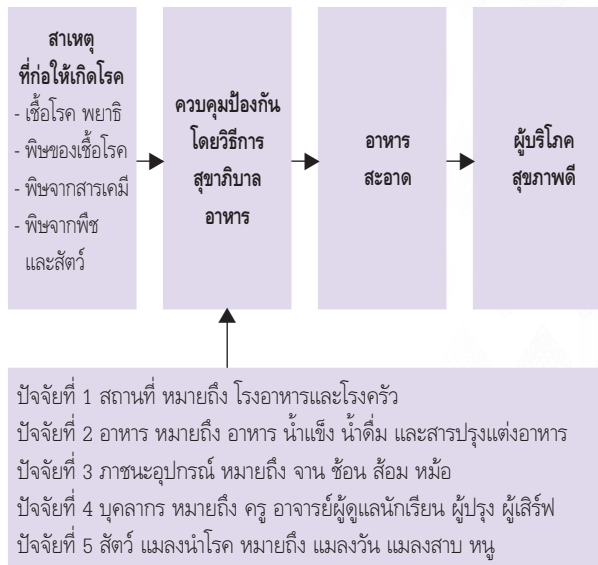 สาเหตุ
ที่ก่อให้เกิดโรค
- เชื้อโรค พยาธิ
- พิษของเชื้อโรค
- พิษจากสารเคมี
- พิษจากพืช
และสัตว์
ควบคุมป้องกัน
โดยวิธีการ
สุขาภิบาล
อาหาร
อาหาร
สะอาด
ผู้บริโภค
สุขภาพดี
ปัจจัยที่ 1 สถานที่ หมายถึง โรงอาหารและโรงครัว
ปัจจัยที่ 2 อาหาร หมายถึง อาหาร น้ำแข็ง น้ำดื่ม และสารปรุงแต่งอาหาร
ปัจจัยที่ 3 ภาชนะอุปกรณ์ หมายถึง จาน ช้อน ส้อม หม้อ
ปัจจัยที่ 4 บุคลากร หมายถึง ครู อาจารย์ผู้ดูแลนักเรียน ผู้ปรุง ผู้เสิร์ฟ
ปัจจัยที่ 5 สัตว์ แมลงนำโรค หมายถึง แมลงวัน แมลงสาบ หนู